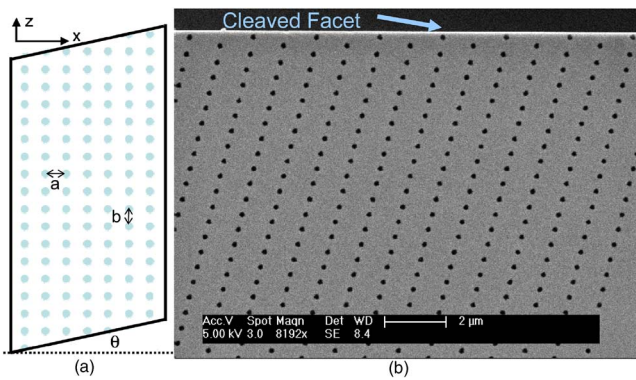 z
x
a
b
θ
(a)
Cleaved Facet
Acc.V Spot Magn Det WD
5.00 kV 3.0 8192x SE 8.4
2 µm
(b)